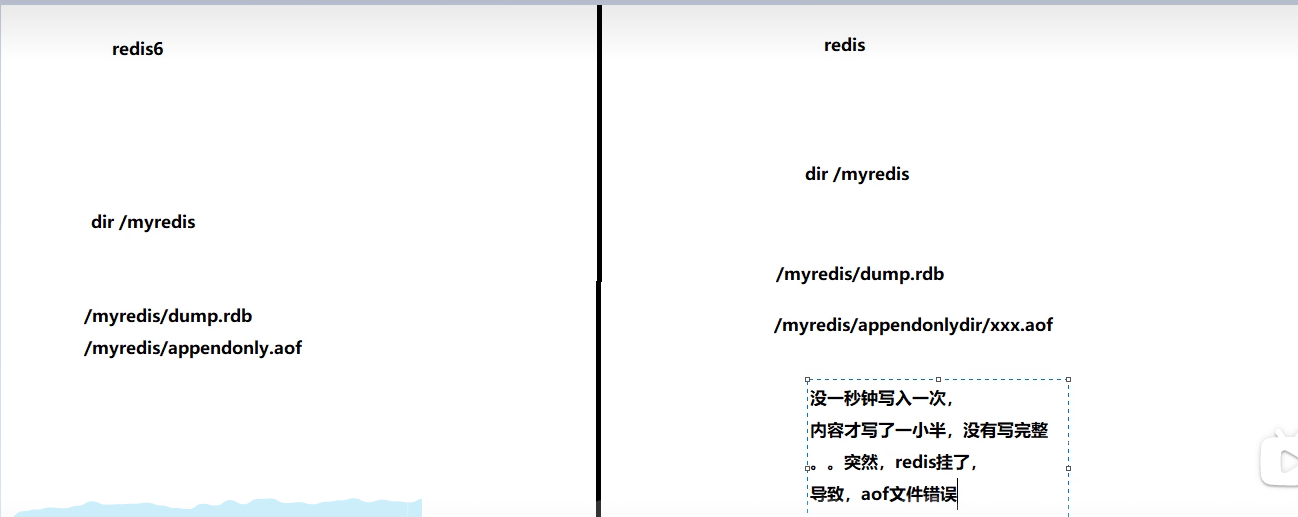 redis6
dir /myredis
/myredis/dump.rdb
/myredis/appendonly.aof
redis
dir /myredis
/myredis/dump.rdb
/myredis/appendonlydir/xxx.aof
没一秒钟写入一次，
内容才写了一小半，没有写完整
。。突然，redis挂了，
导致，aof文件错误